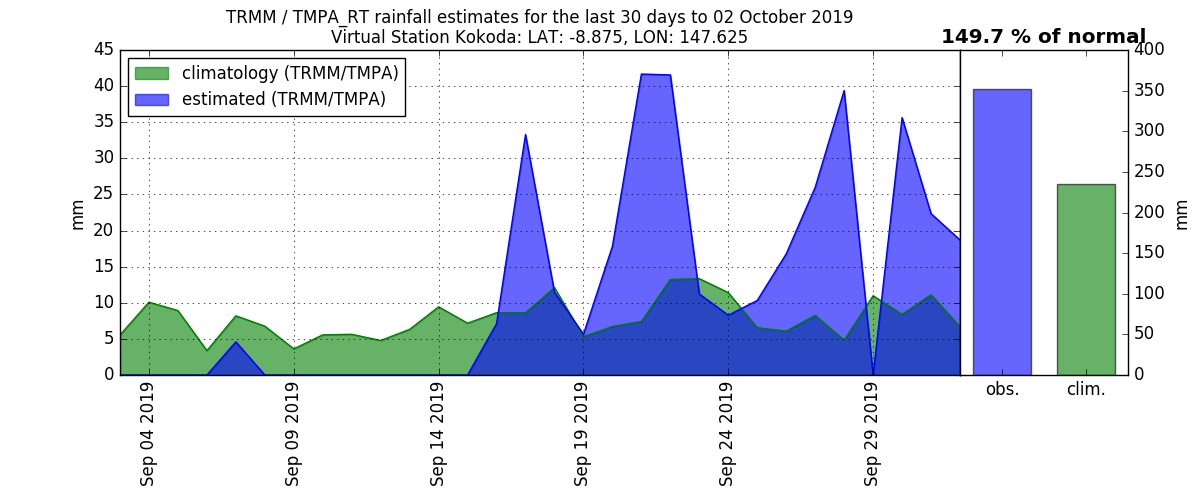 TRMM / TMPA_RT rainfall estimates for the last 30 days to 02 October 2019
Virtual Station Kokoda: LAT: -8.875, LON: 147.625
149.7 % of normal
climatology (TRMM/TMPA)
estimated (TRMM/TMPA)
mm
45
40
35
30
25
20
15
10
5
0
Sep 04 2019
Sep 09 2019
Sep 14 2019
Sep 19 2019
Sep 24 2019
Sep 29 2019
obs.
clim.
400
350
300
250
200
150
100
50
0
mm